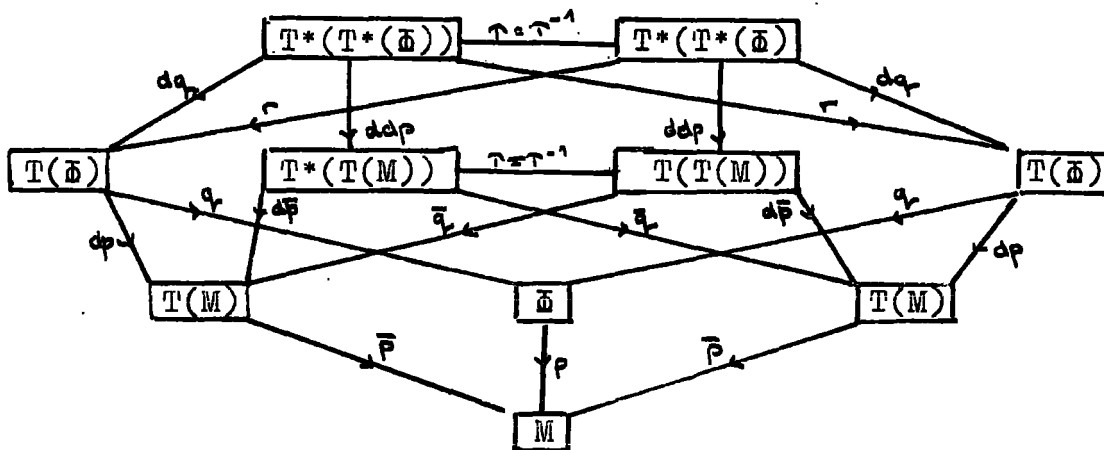 T*(T*(Φ)) τ=τ⁻¹ T*(T*(Φ)
dq r r dq
ddp ddp
T(Φ) T*(T(M)) τ=τ⁻¹ T(T(M)) T(Φ)
q q̄ q̄ q
dp dp̄ dp̄ dp
T(M) Φ T(M)
p̄ p p̄
M